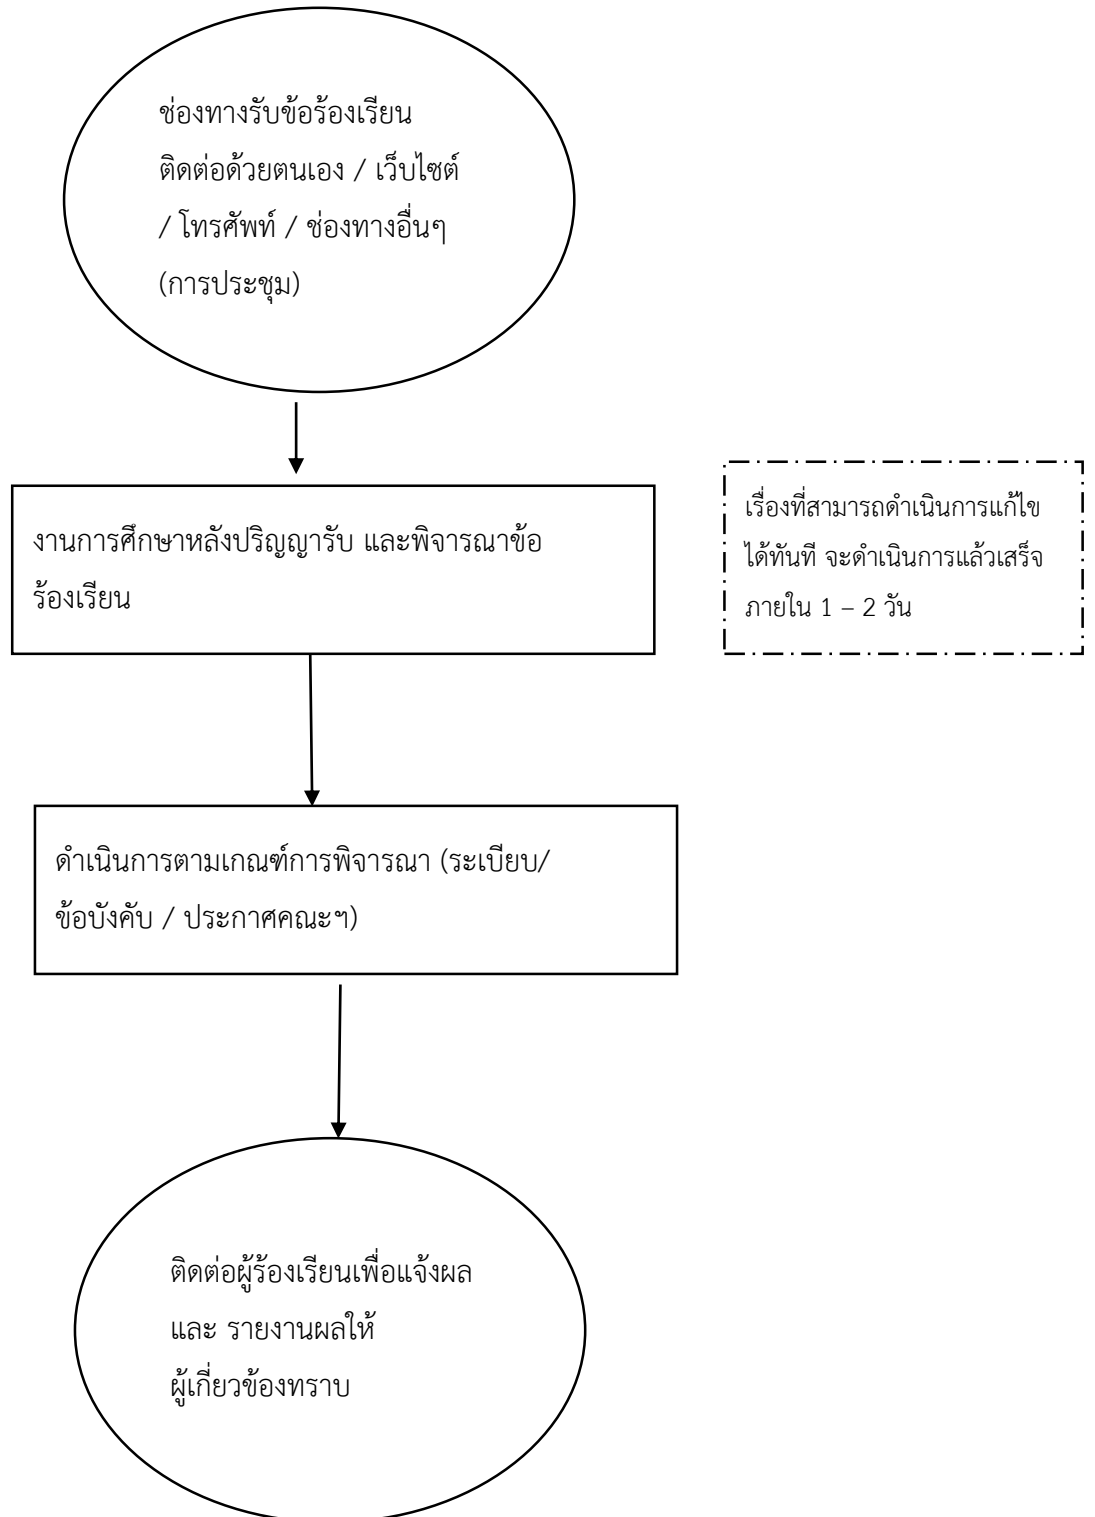 ช่องทางรับข้อร้องเรียน
ติดต่อด้วยตนเอง / เว็บไซต์
/ โทรศัพท์ / ช่องทางอื่นๆ
(การประชุม)
งานการศึกษาหลังปริญญารับ และพิจารณาข้อ
ร้องเรียน
เรื่องที่สามารถดำเนินการแก้ไข
ได้ทันที จะดำเนินการแล้วเสร็จ
ภายใน 1 – 2 วัน
ดำเนินการตามเกณฑ์การพิจารณา (ระเบียบ/
ข้อบังคับ / ประกาศคณะฯ)
ติดต่อผู้ร้องเรียนเพื่อแจ้งผล
และ รายงานผลให้
ผู้เกี่ยวข้องทราบ